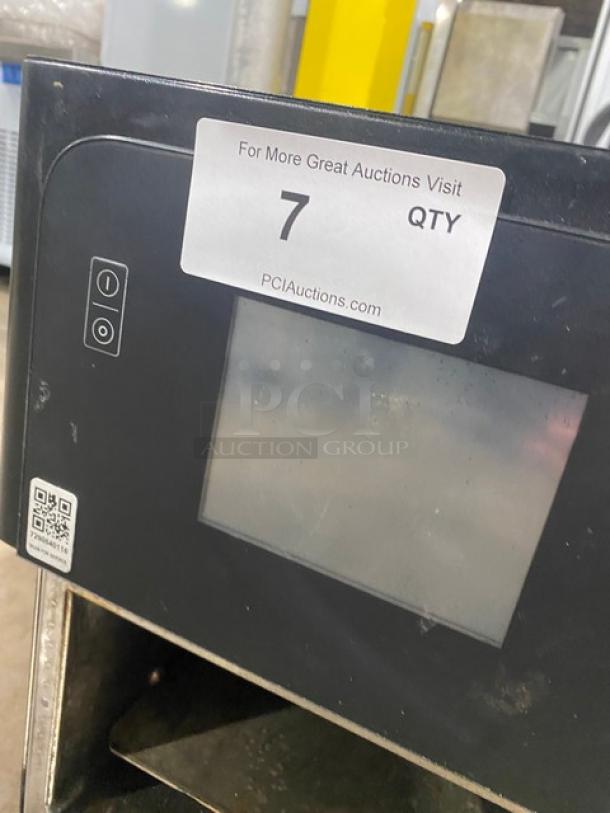 For More Great Auctions Visit
7 QTY
PCIAuctions.com
PCI
AUCTION GROUP